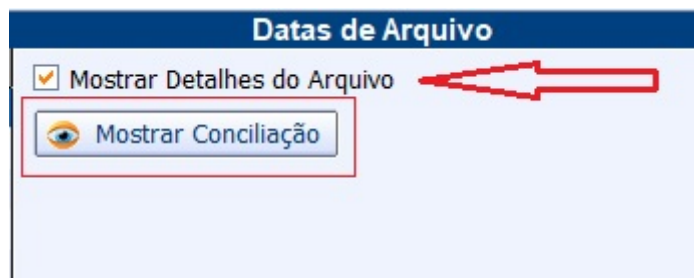 Datas de Arquivo
Mostrar Detalhes do Arquivo
Mostrar Conciliação